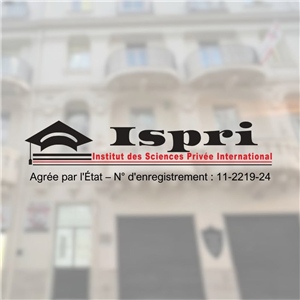 Ispri
Institut des Sciences Privée International
Agrée par l'État – N° d'enregistrement : 11-2219-24